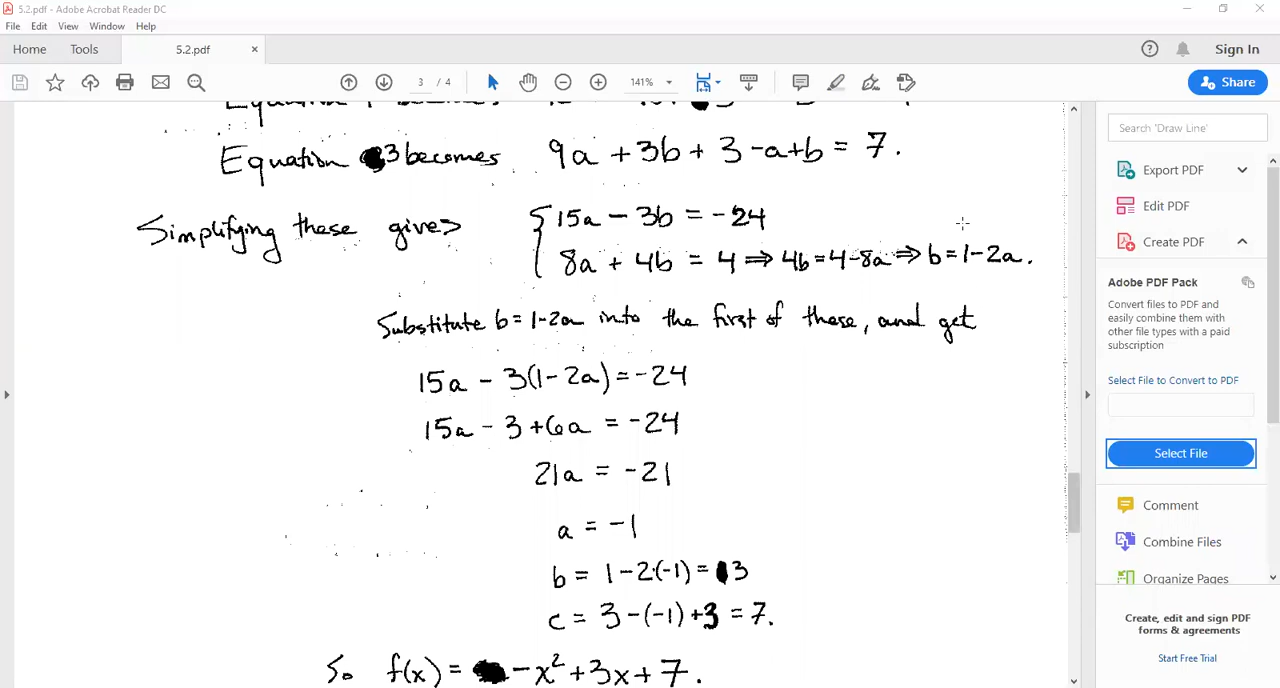 5.2.pdf - Adobe Acrobat Reader DC
File Edit View Window Help
Home Tools 5.2.pdf × Sign In
3 / 4 141% Share
Equation becomes
Equation 3 becomes 9a + 3b + 3 - a + b = 7.
Simplifying these gives { 15a - 3b = -24
8a + 4b = 4 ⇒ 4b = 4 - 8a ⇒ b = 1 - 2a.
Substitute b = 1 - 2a into the first of these, and get
15a - 3(1 - 2a) = -24
15a - 3 + 6a = -24
21a = -21
a = -1
b = 1 - 2(-1) = 3
c = 3 - (-1) + 3 = 7.
So f(x) = -x² + 3x + 7.
Search 'Draw Line'
Export PDF
Edit PDF
Create PDF
Adobe PDF Pack
Convert files to PDF and
easily combine them with
other file types with a paid
subscription
Select File to Convert to PDF
Select File
Comment
Combine Files
Organize Pages
Create, edit and sign PDF
forms & agreements
Start Free Trial